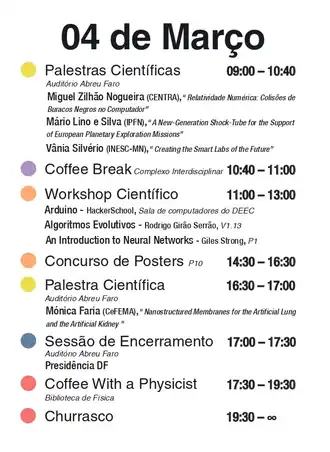 04 de Março
Palestras Científicas 09:00 – 10:40
Auditório Abreu Faro
Miguel Zilhão Nogueira (CENTRA), “ Relatividade Numérica: Colisões de
Buracos Negros no Computador”
Mário Lino e Silva (IPFN), “ A New-Generation Shock-Tube for the Support
of European Planetary Exploration Missions”
Vânia Silvério (INESC-MN), “ Creating the Smart Labs of the Future”
Coffee Break Complexo Interdisciplinar 10:40 – 11:00
Workshop Científico 11:00 – 13:00
Arduino - HackerSchool, Sala de computadores do DEEC
Algoritmos Evolutivos - Rodrigo Girão Serrão, V1.13
An Introduction to Neural Networks - Giles Strong, P1
Concurso de Posters P10 14:30 – 16:30
Palestra Científica 16:30 – 17:00
Auditório Abreu Faro
Mónica Faria (CeFEMA), “ Nanostructured Membranes for the Artificial Lung
and the Artificial Kidney ”
Sessão de Encerramento 17:00 – 17:30
Auditório Abreu Faro
Presidência DF
Coffee With a Physicist 17:30 – 19:30
Biblioteca de Física
Churrasco 19:30 – ∞